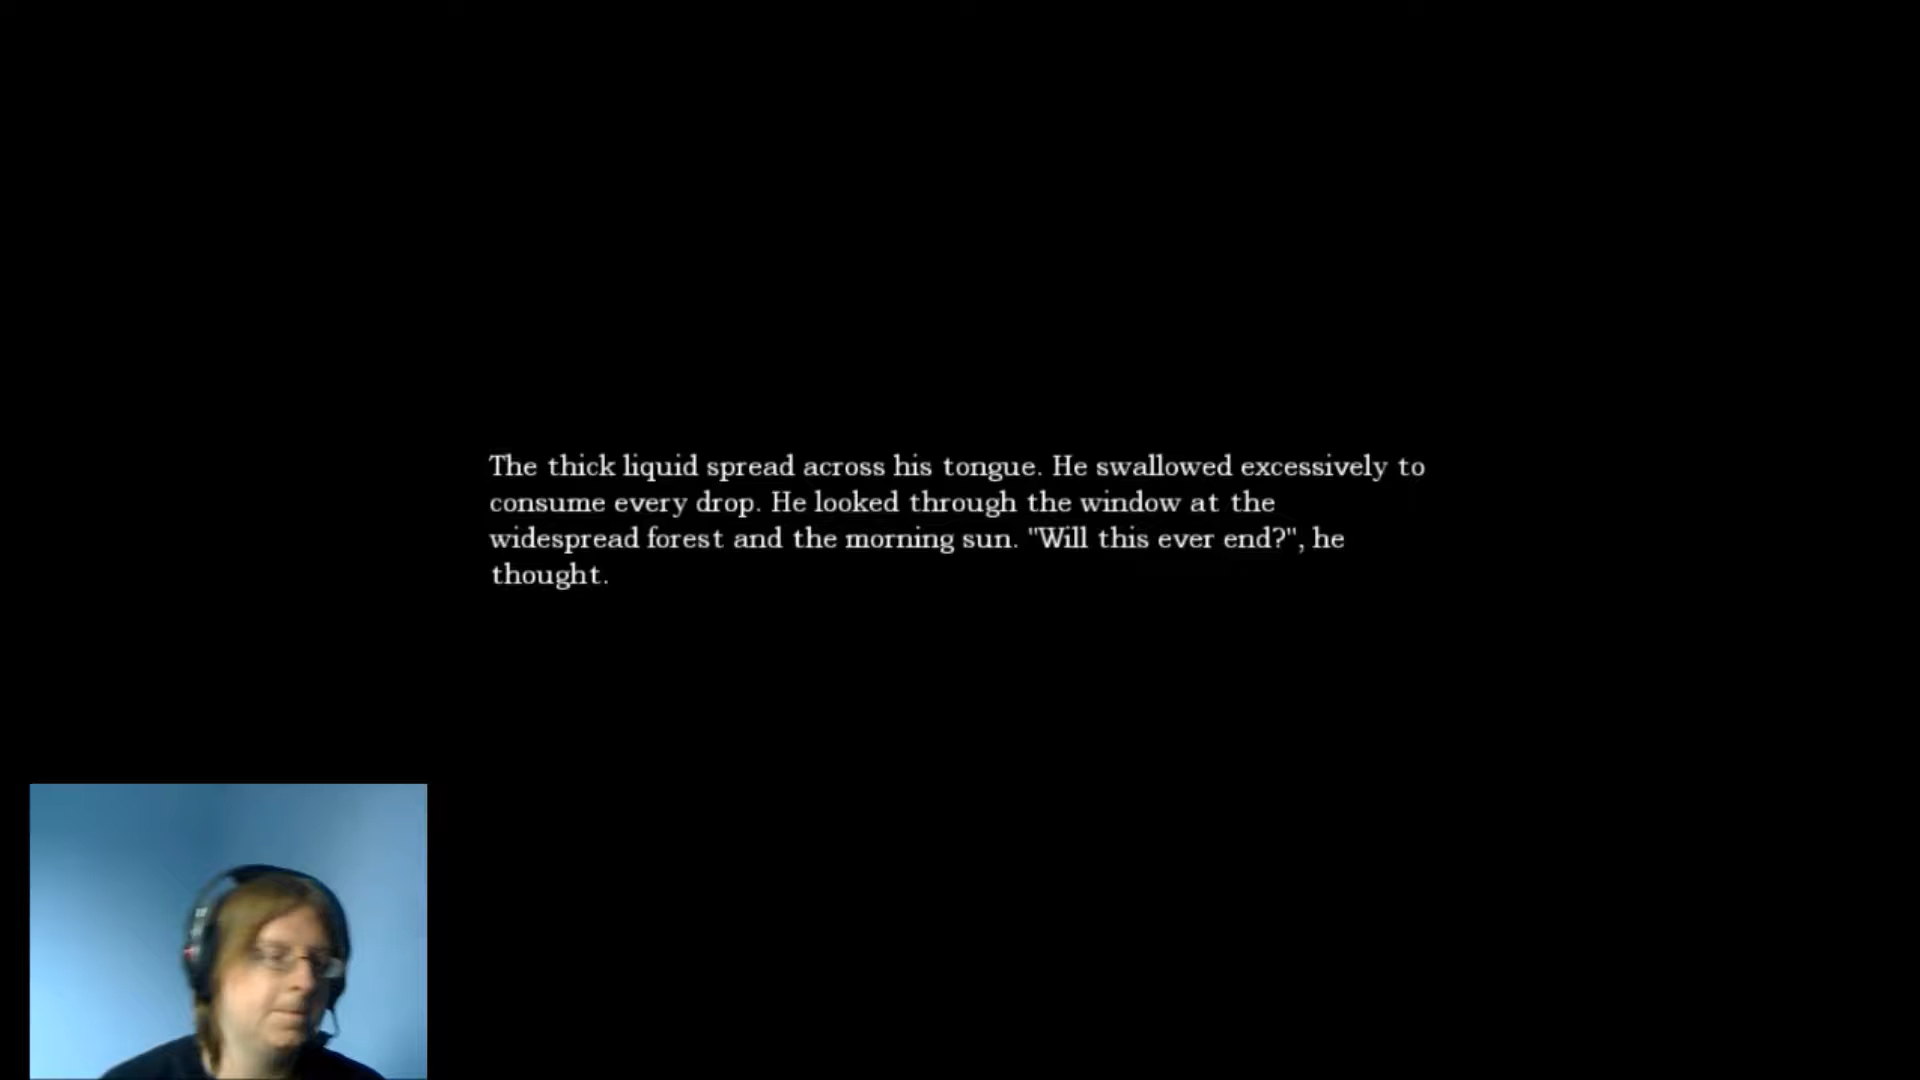 The thick liquid spread across his tongue. He swallowed excessively to
consume every drop. He looked through the window at the
widespread forest and the morning sun. "Will this ever end?", he
thought.